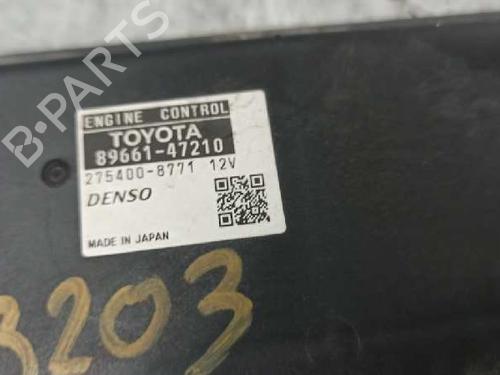 B-PARTS
ENGINE CONTROL
TOYOTA
89661-47210
275400-8771 12V
DENSO
MADE IN JAPAN
3203